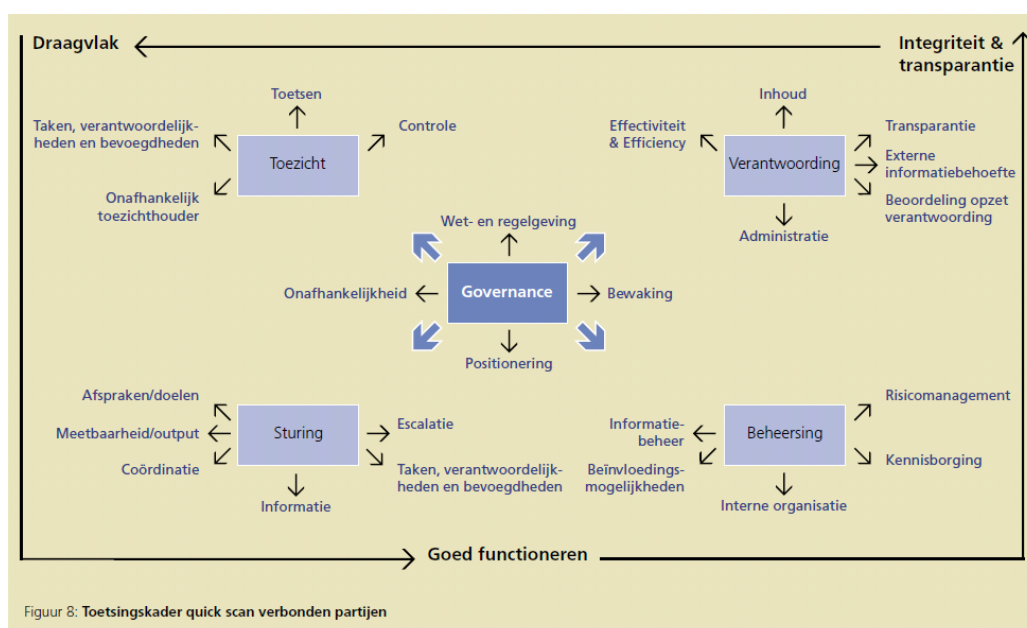 Draagvlak
Integriteit &
transparantie
Toetsen
Taken, verantwoordelijk-
heden en bevoegdheden
Controle
Toezicht
Onafhankelijk
toezichthouder
Inhoud
Effectiviteit
& Efficiency
Transparantie
Verantwoording
Externe
informatiebehoefte
Beoordeling opzet
verantwoording
Administratie
Wet- en regelgeving
Onafhankelijkheid
Governance
Bewaking
Positionering
Afspraken/doelen
Meetbaarheid/output
Sturing
Escalatie
Coördinatie
Taken, verantwoordelijk-
heden en bevoegdheden
Informatie
Risicomanagement
Informatie-
beheer
Beheersing
Beïnvloedings-
mogelijkheden
Kennisborging
Interne organisatie
Goed functioneren
Figuur 8: Toetsingskader quick scan verbonden partijen